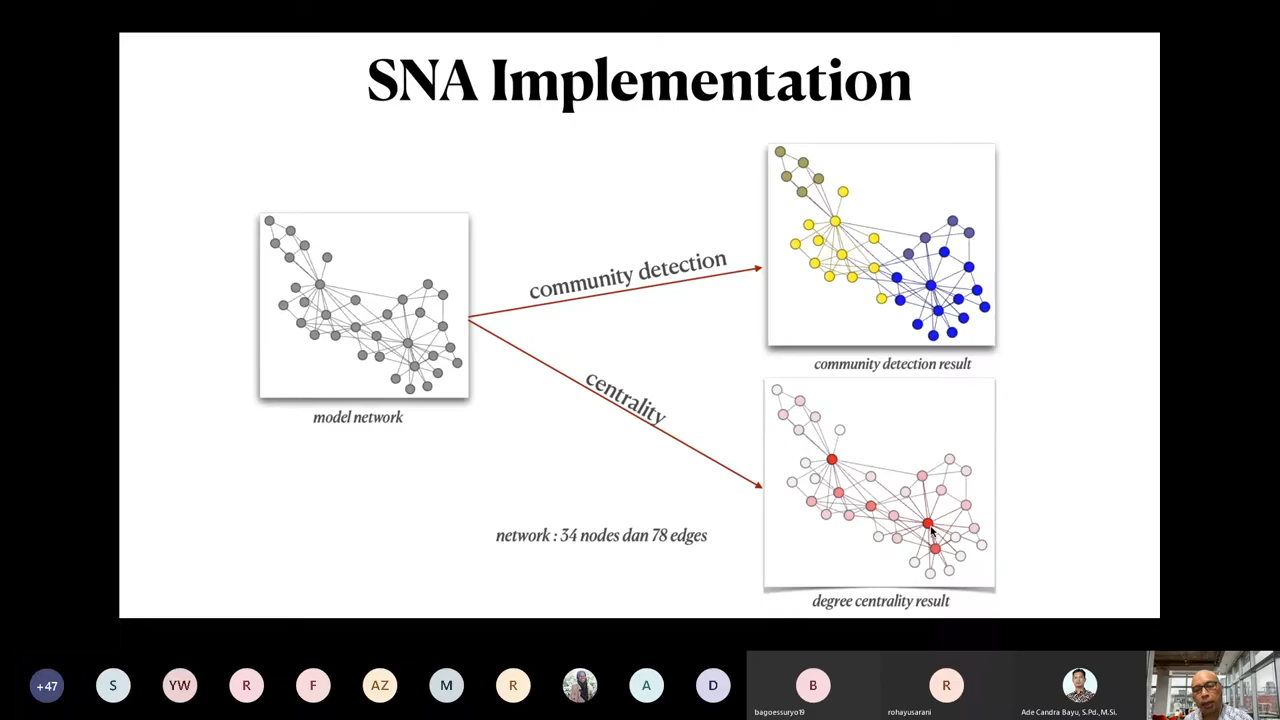 SNA Implementation
community detection
community detection result
model network
centrality
network : 34 nodes dan 78 edges
degree centrality result
+47
S
YW
R
F
AZ
M
R
A
D
B
R
bagoessuryo19
rohayusarani
Ade Candra Bayu, S.Pd., M.Si.